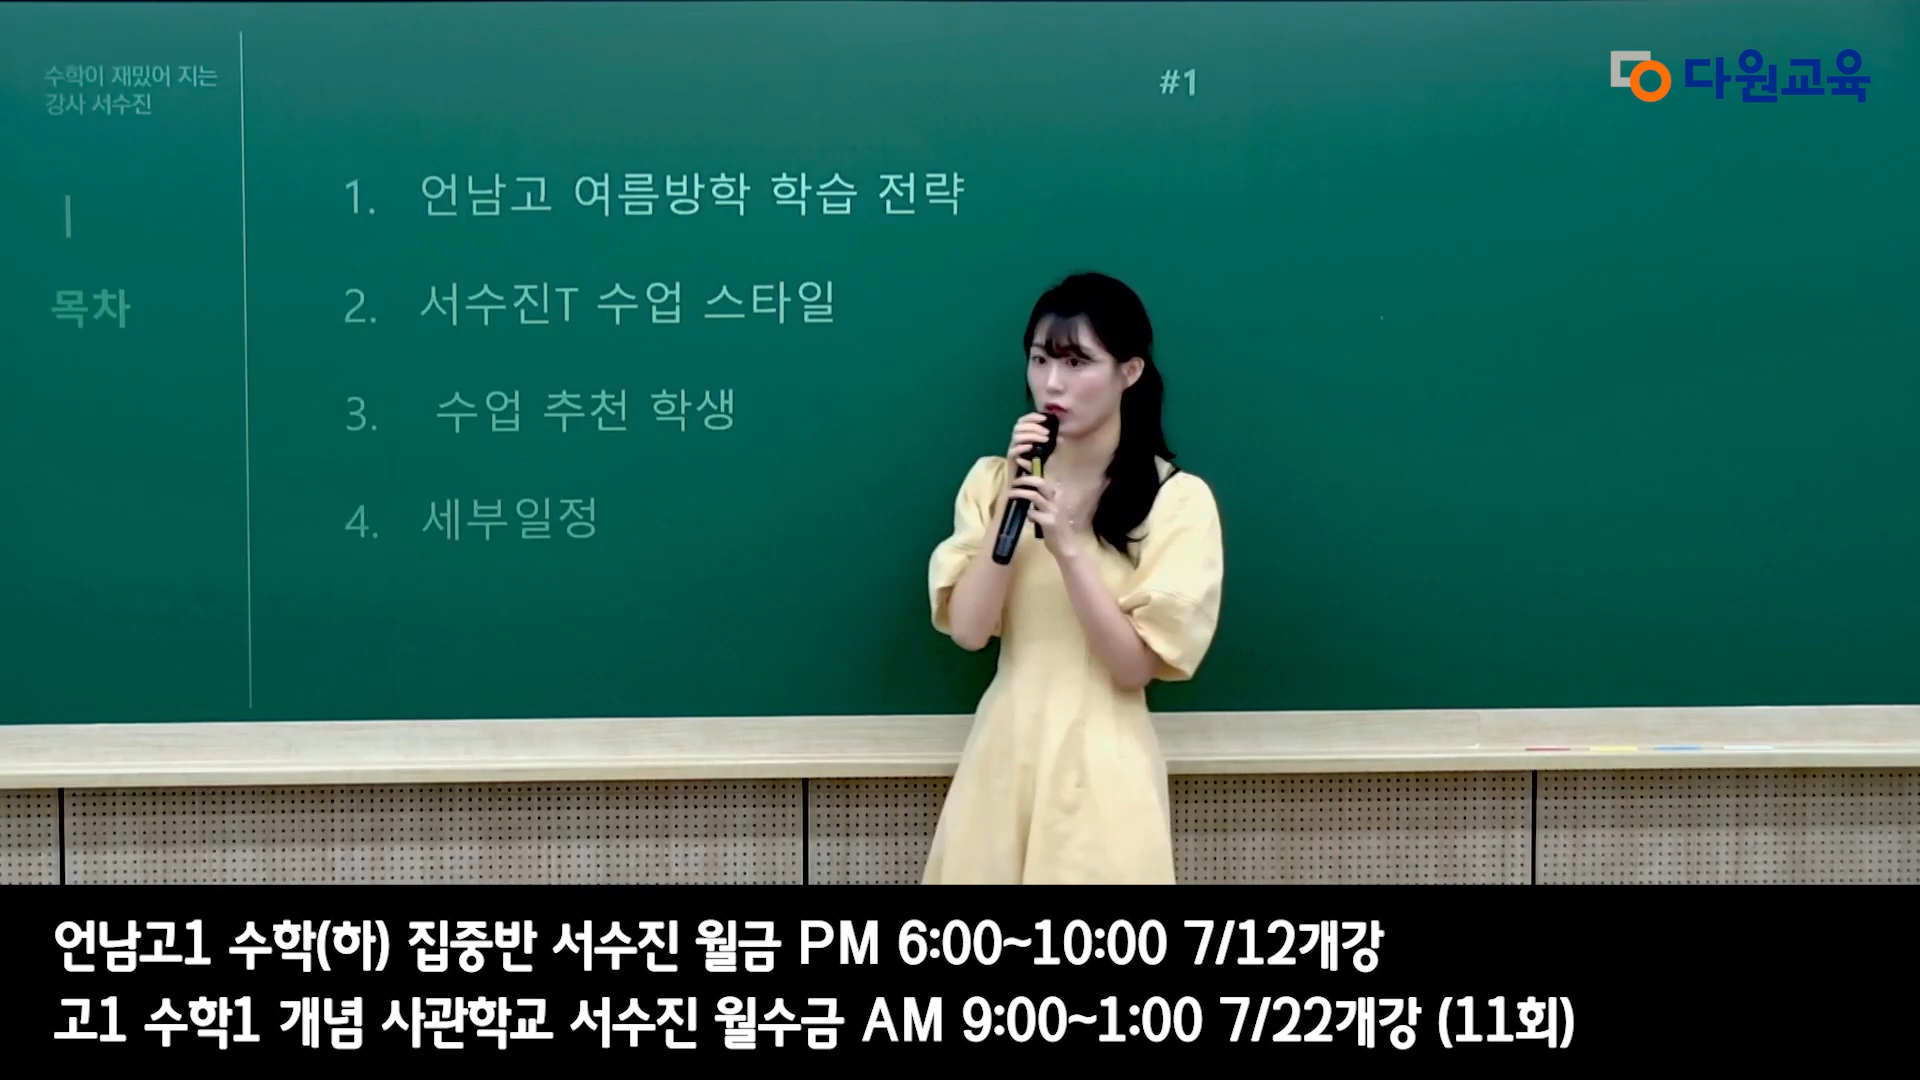 수학이 재밌어 지는
강사 서수진
목차
#1
다원교육
1. 언남고 여름방학 학습 전략
2. 서수진T 수업 스타일
3. 수업 추천 학생
4. 세부일정
언남고1 수학(하) 집중반 서수진 월금 PM 6:00~10:00 7/12개강
고1 수학1 개념 사관학교 서수진 월수금 AM 9:00~1:00 7/22개강 (11회)